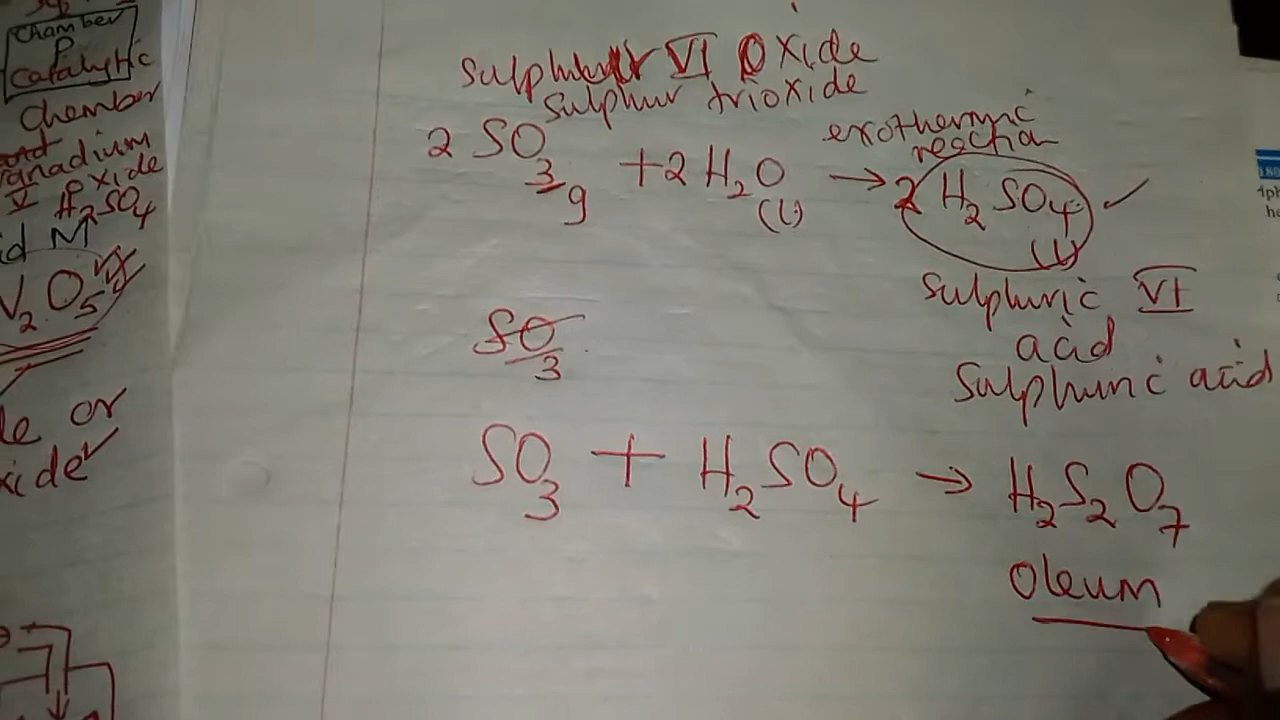 Chamber
P
Catalytic
Chamber
Vanadium
V Oxide
H2SO4
V2O5
or
Sulphur VI Oxide
Sulphur trioxide
exothermic
reaction
2 SO3 g + 2 H2O (l) → 2 H2SO4 (l) ✓
Sulphuric VI
acid
Sulphuric acid
SO3
SO3 + H2SO4 → H2S2O7
Oleum